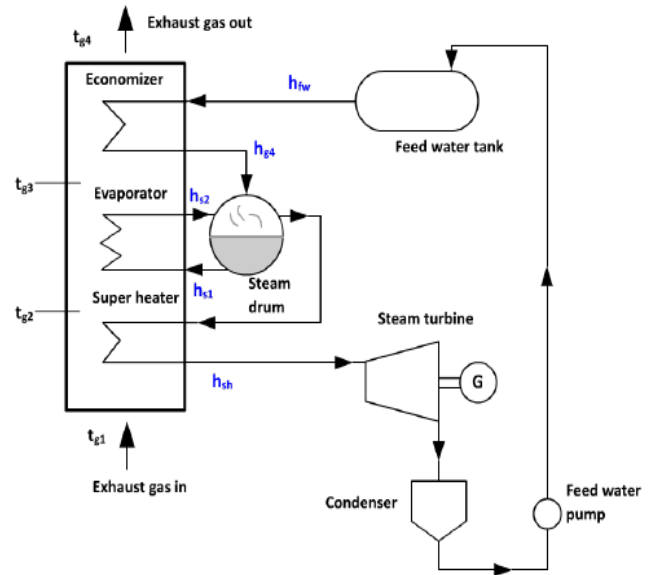 Exhaust gas out
tg4
Economizer
hfw
Feed water tank
hg4
tg3
Evaporator
hs2
hs1
Steam
drum
Super heater
tg2
Steam turbine
G
hsh
tg1
Exhaust gas in
Condenser
Feed water
pump